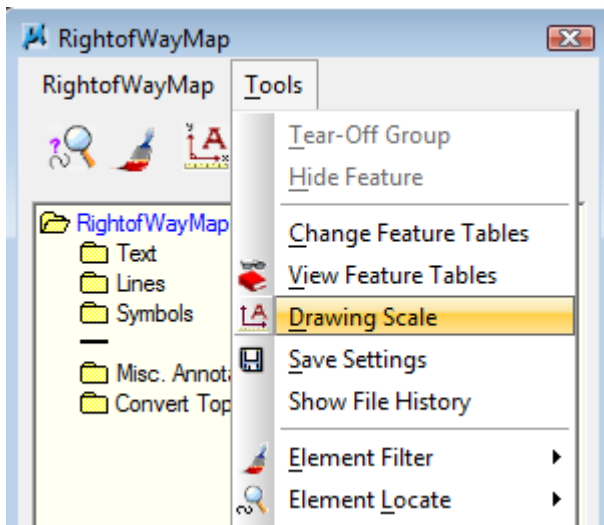 RightofWayMap
RightofWayMap Tools
Tear-Off Group
Hide Feature
RightofWayMap
Change Feature Tables
Text
View Feature Tables
Lines
Drawing Scale
Symbols
Save Settings
Misc. Annot
Show File History
Convert Top
Element Filter
Element Locate